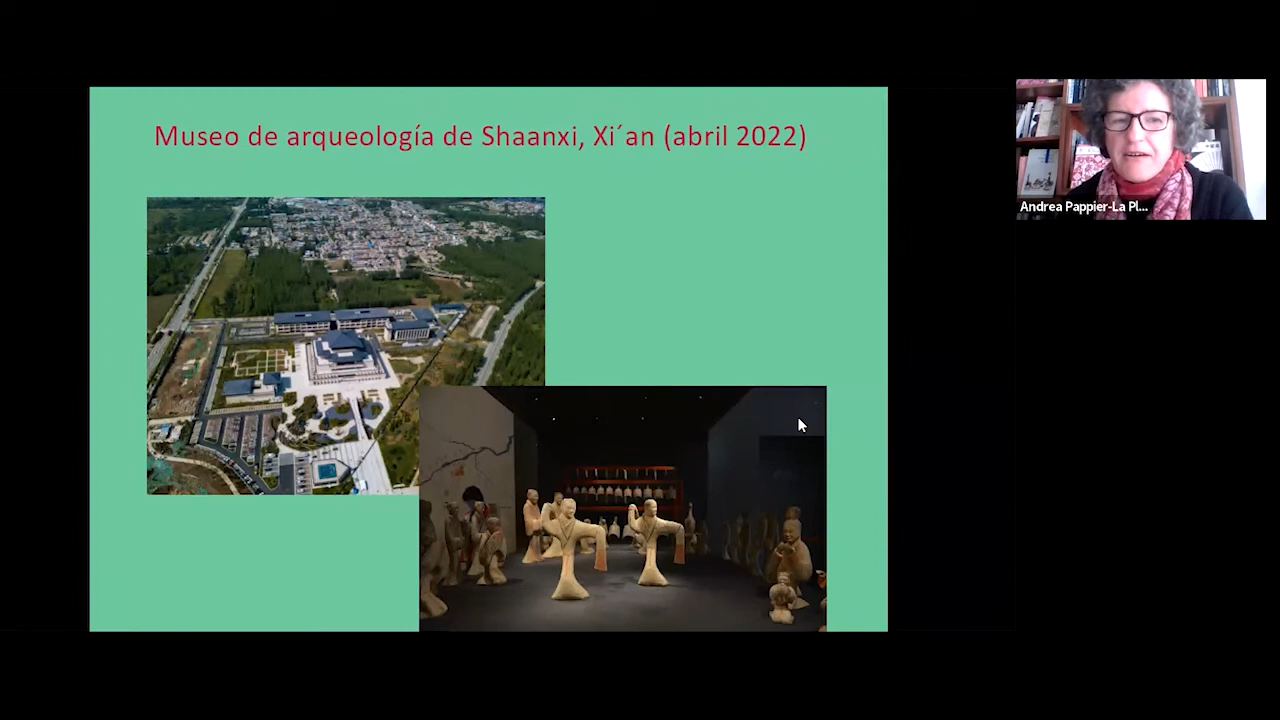 Museo de arqueología de Shaanxi, Xi´an (abril 2022)
Andrea Pappier-La Pl...